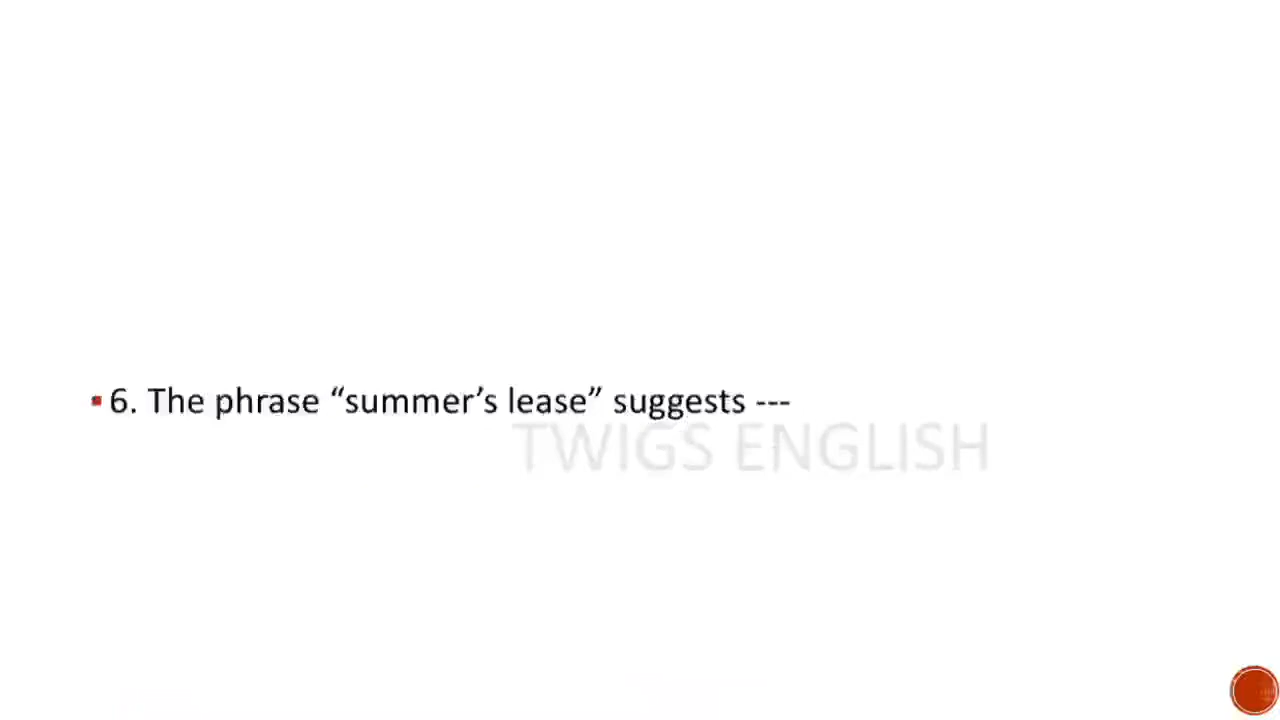 6. The phrase “summer’s lease” suggests ---
TWIGS ENGLISH